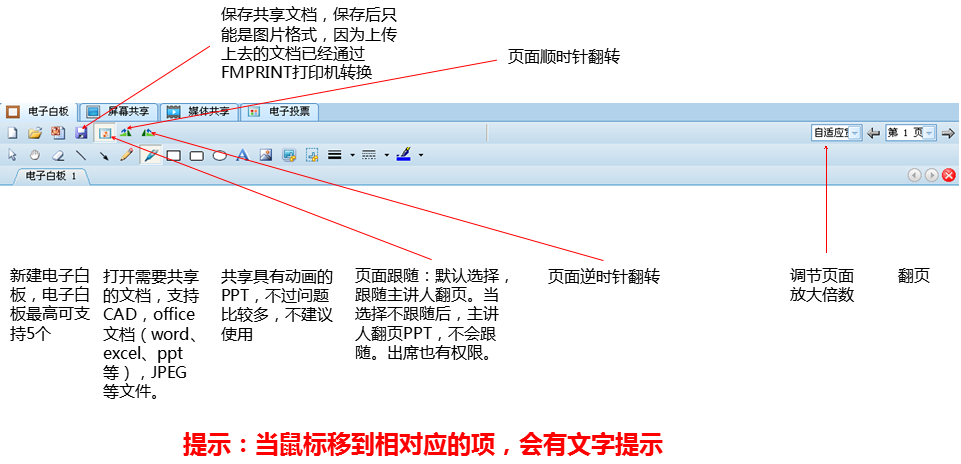 保存共享文档，保存后只
能是图片格式，因为上传
上去的文档已经通过
FMPRINT打印机转换
页面顺时针翻转
电子白板
屏幕共享
媒体共享
电子投票
自适应宽
第 1 页
电子白板 1
新建电子白
板，电子白
板最高可支
持5个
打开需要共享
的文档，支持
CAD，office
文档（word、
excel、ppt
等），JPEG
等文件。
共享具有动画的
PPT，不过问题
比较多，不建议
使用
页面跟随：默认选择，
跟随主讲人翻页。当
选择不跟随后，主讲
人翻页PPT，不会跟
随。出席也有权限。
页面逆时针翻转
调节页面
放大倍数
翻页
提示：当鼠标移到相对应的项，会有文字提示